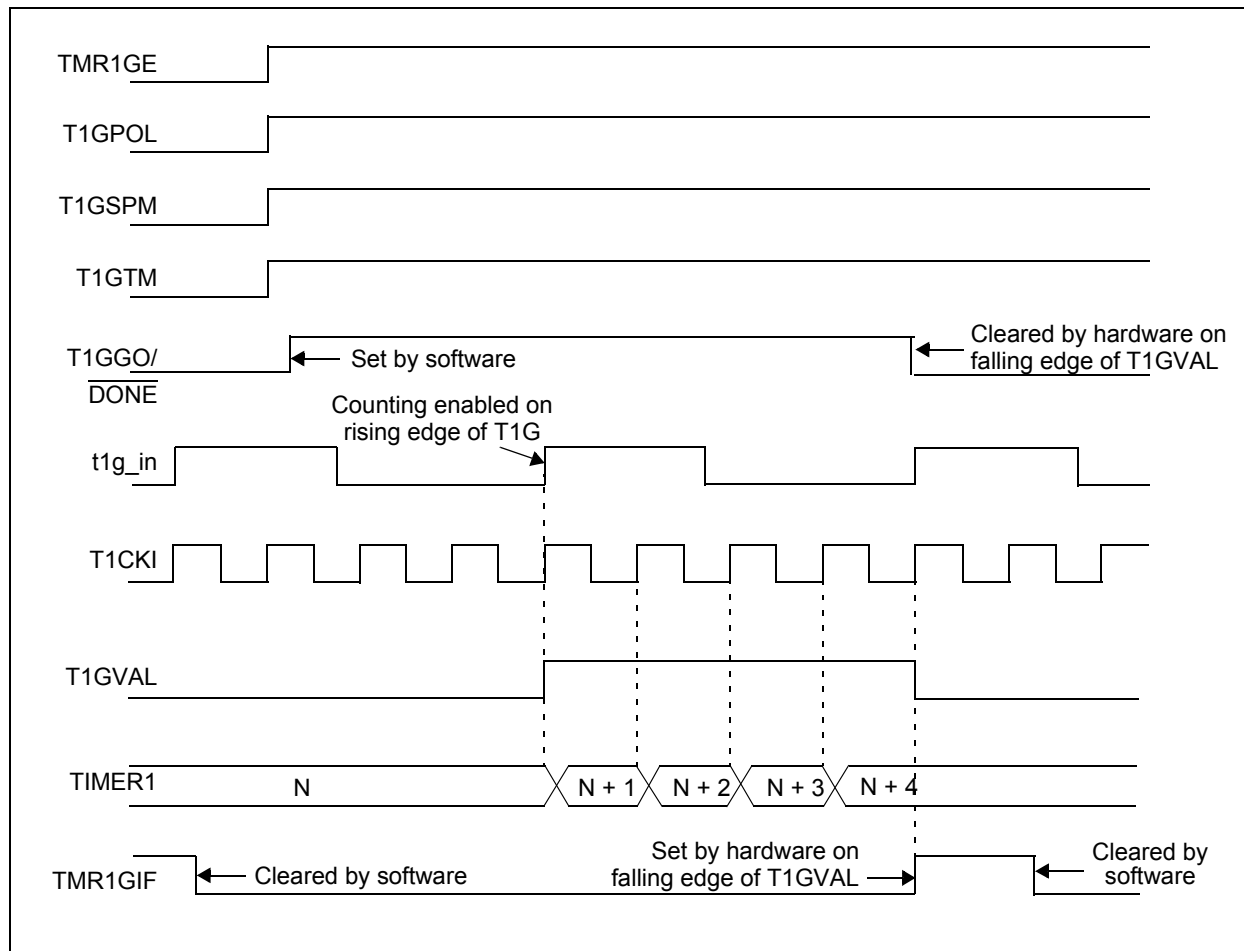 TMR1GE
T1GPOL
T1GSPM
T1GTM
T1GGO/
DONE
Set by software
Cleared by hardware on
falling edge of T1GVAL
Counting enabled on
rising edge of T1G
t1g_in
T1CKI
T1GVAL
TIMER1
N
N + 1
N + 2
N + 3
N + 4
TMR1GIF
Cleared by software
Set by hardware on
falling edge of T1GVAL
Cleared by
software